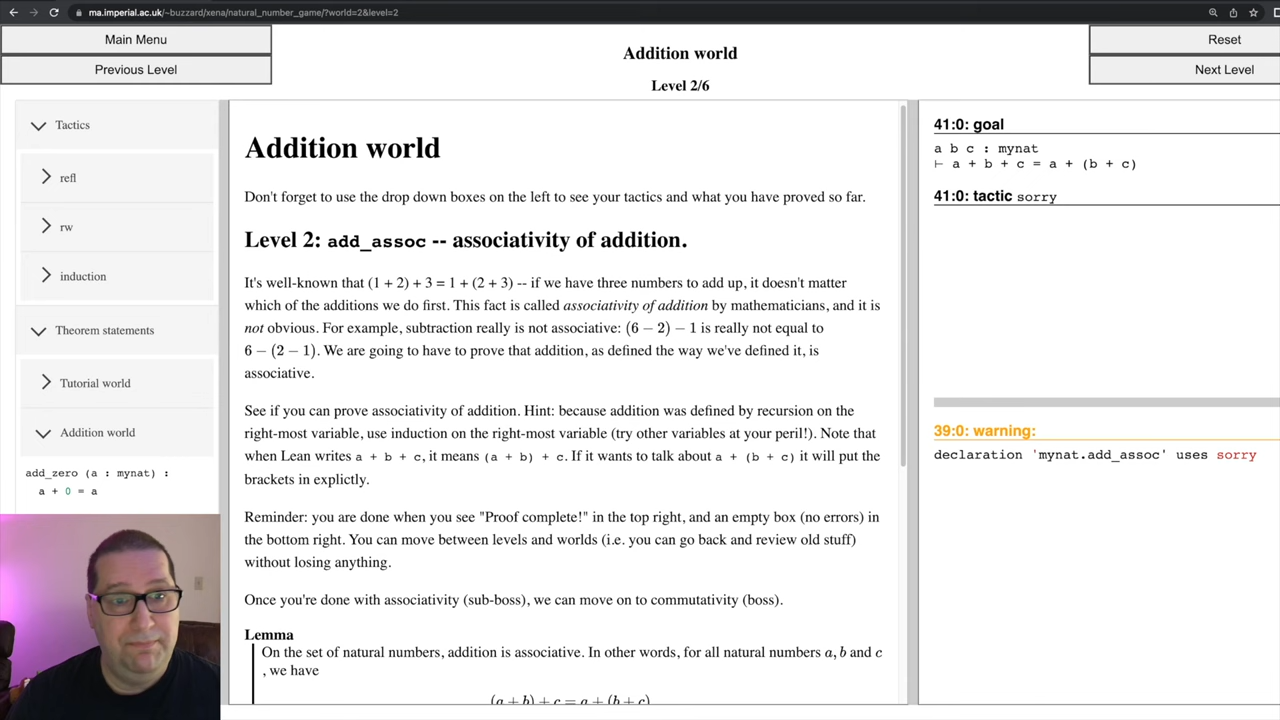 ma.imperial.ac.uk/~buzzard/xena/natural_number_game/?world=2&level=2
Main Menu
Previous Level
Addition world
Level 2/6
Reset
Next Level
Tactics
refl
rw
induction
Theorem statements
Tutorial world
Addition world
add_zero (a : mynat) :
a + 0 = a
Addition world
Don't forget to use the drop down boxes on the left to see your tactics and what you have proved so far.
Level 2: add_assoc -- associativity of addition.
It's well-known that (1 + 2) + 3 = 1 + (2 + 3) -- if we have three numbers to add up, it doesn't matter
which of the additions we do first. This fact is called associativity of addition by mathematicians, and it is
not obvious. For example, subtraction really is not associative: (6 − 2) − 1 is really not equal to
6 − (2 − 1). We are going to have to prove that addition, as defined the way we've defined it, is
associative.
See if you can prove associativity of addition. Hint: because addition was defined by recursion on the
right-most variable, use induction on the right-most variable (try other variables at your peril!). Note that
when Lean writes a + b + c, it means (a + b) + c. If it wants to talk about a + (b + c) it will put the
brackets in explicitly.
Reminder: you are done when you see "Proof complete!" in the top right, and an empty box (no errors) in
the bottom right. You can move between levels and worlds (i.e. you can go back and review old stuff)
without losing anything.
Once you're done with associativity (sub-boss), we can move on to commutativity (boss).
Lemma
On the set of natural numbers, addition is associative. In other words, for all natural numbers a, b and c
, we have
(a + b) + c = a + (b + c)
41:0: goal
a b c : mynat
⊢ a + b + c = a + (b + c)
41:0: tactic sorry
39:0: warning:
declaration 'mynat.add_assoc' uses sorry